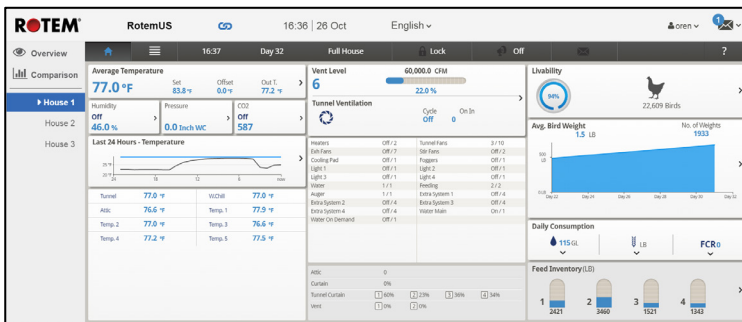 ROTEM
RotemUS
16:36 | 26 Oct
English
oren
1
Overview
Comparison
House 1
House 2
House 3
16:37
Day 32
Full House
Lock
Off
?
Average Temperature
77.0 °F
Set
83.8 °F
Offset
0.0 °F
Out T.
77.2 °F
Humidity
Off
46.0 %
Pressure
0.0 Inch WC
CO2
Off
587
Last 24 Hours - Temperature
24 18 12 6 now
Tunnel 77.0 °F W.Chill 77.0 °F
Attic 76.6 °F Temp. 1 77.9 °F
Temp. 2 77.0 °F Temp. 3 76.6 °F
Temp. 4 77.2 °F Temp. 5 77.5 °F
Vent Level
6
60,000.0 CFM
22.0 %
Tunnel Ventilation
Cycle
Off
On In
0
Heaters Off / 2 Tunnel Fans 3 / 10
Exh Fans Off / 7 Stir Fans Off / 2
Cooling Pad Off / 1 Foggers Off / 1
Light 1 Off / 1 Light 2 Off / 1
Light 3 Off / 1 Light 4 Off / 1
Water 1 / 1 Feeding 2 / 2
Auger 1 / 1 Extra System 1 Off / 4
Extra System 2 Off / 4 Extra System 3 Off / 4
Extra System 4 Off / 4 Water Main On / 1
Water On Demand Off / 1
Attic 0
Curtain 0%
Tunnel Curtain 1 60% 2 23% 3 36% 4 34%
Vent 1 0% 2 0%
Livability
94%
22,609 Birds
Avg. Bird Weight
1.5 LB
No. of Weights
1933
LB
Day 22 Day 24 Day 26 Day 28 Day 30 Day 32
Daily Consumption
115 GL
LB
FCR 0
Feed Inventory (LB)
1 2 3 4
2421 3460 1521 1343